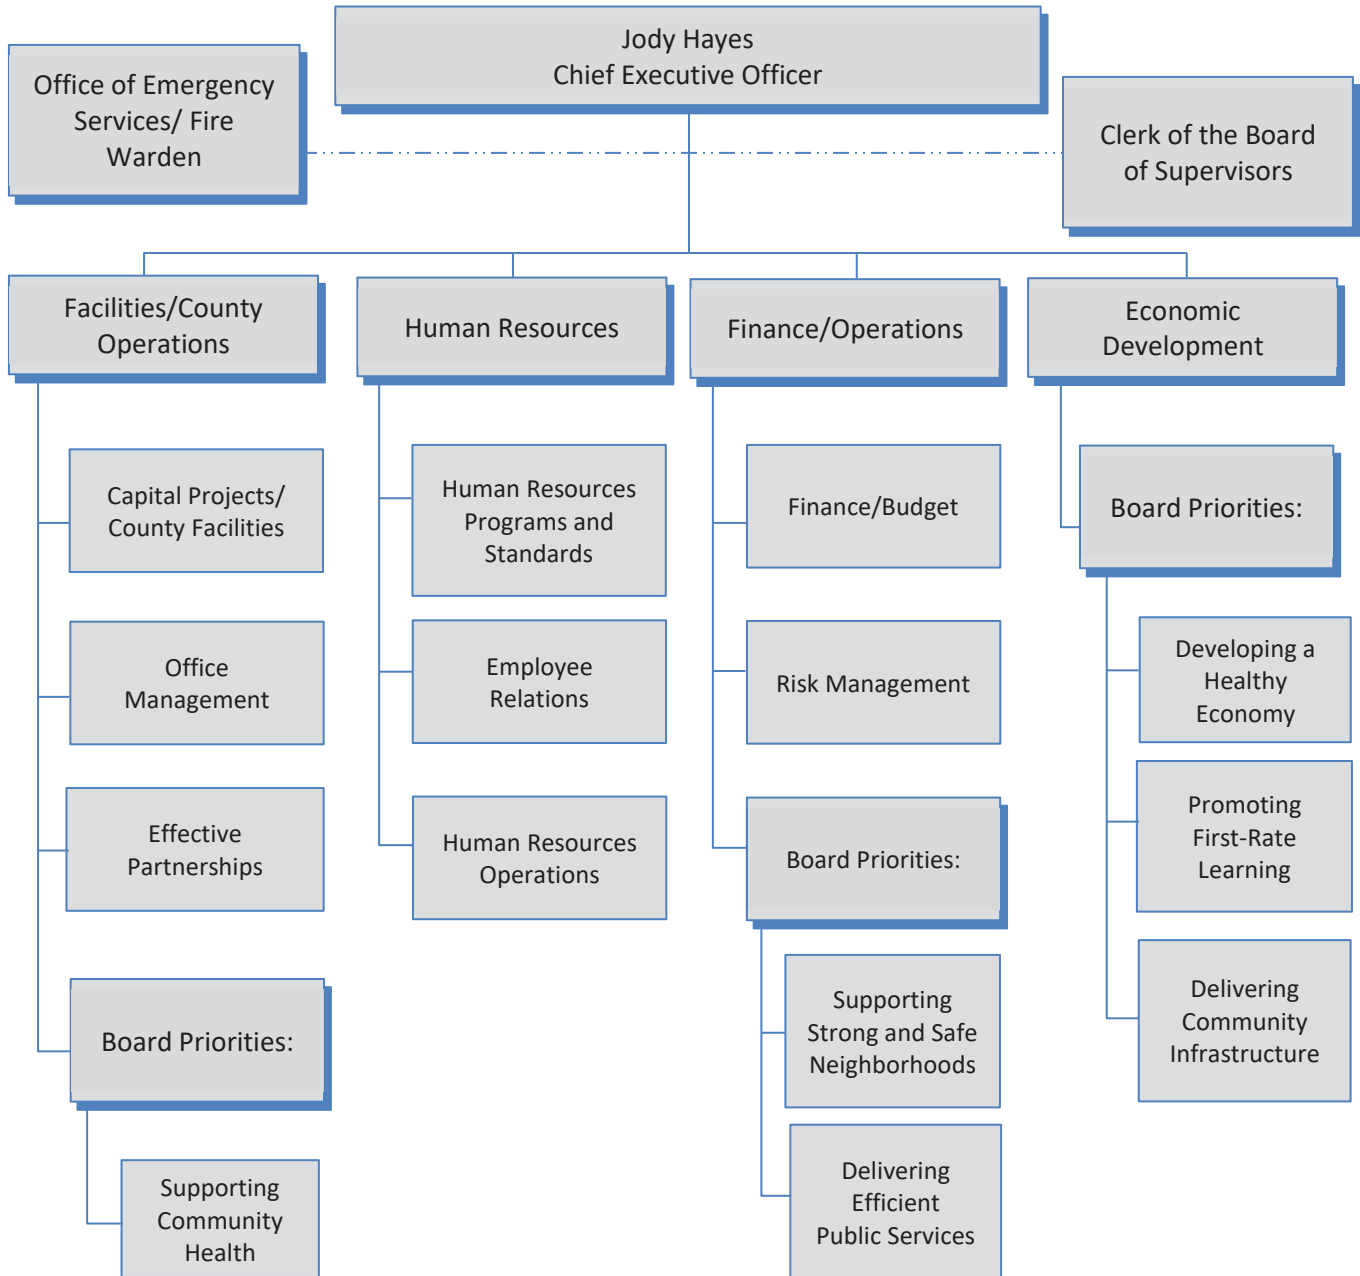 Jody Hayes
Chief Executive Officer
Office of Emergency
Services/ Fire
Warden
Clerk of the Board
of Supervisors
Facilities/County
Operations
Human Resources
Finance/Operations
Economic
Development
Capital Projects/
County Facilities
Office
Management
Effective
Partnerships
Board Priorities:
Supporting
Community
Health
Human Resources
Programs and
Standards
Employee
Relations
Human Resources
Operations
Finance/Budget
Risk Management
Board Priorities:
Supporting
Strong and Safe
Neighborhoods
Delivering
Efficient
Public Services
Board Priorities:
Developing a
Healthy
Economy
Promoting
First-Rate
Learning
Delivering
Community
Infrastructure